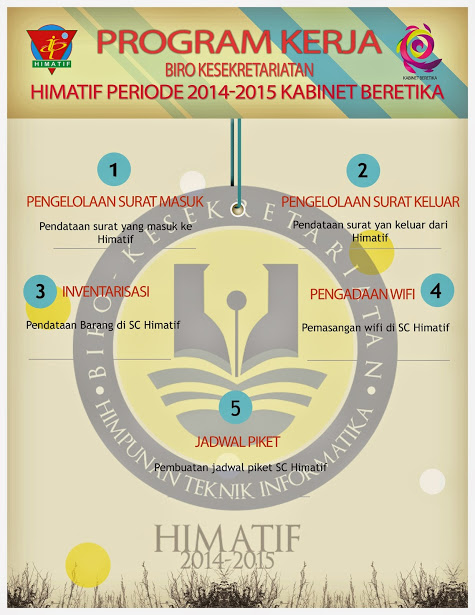 HIMATIF
PROGRAM KERJA
BIRO KESEKRETARIATAN
HIMATIF PERIODE 2014-2015 KABINET BERETIKA
KABINET BERETIKA
1
PENGELOLAAN SURAT MASUK
Pendataan surat yang masuk ke
Himatif
2
PENGELOLAAN SURAT KELUAR
Pendataan surat yan keluar dari
Himatif
3 INVENTARISASI
Pendataan Barang di SC Himatif
PENGADAAN WIFI 4
Pemasangan wifi di SC Himatif
5
JADWAL PIKET
Pembuatan jadwal piket SC Himatif
BIRO - KESEKRETARIATAN
HIMPUNAN TEKNIK INFORMATIKA
HIMATIF
2014-2015